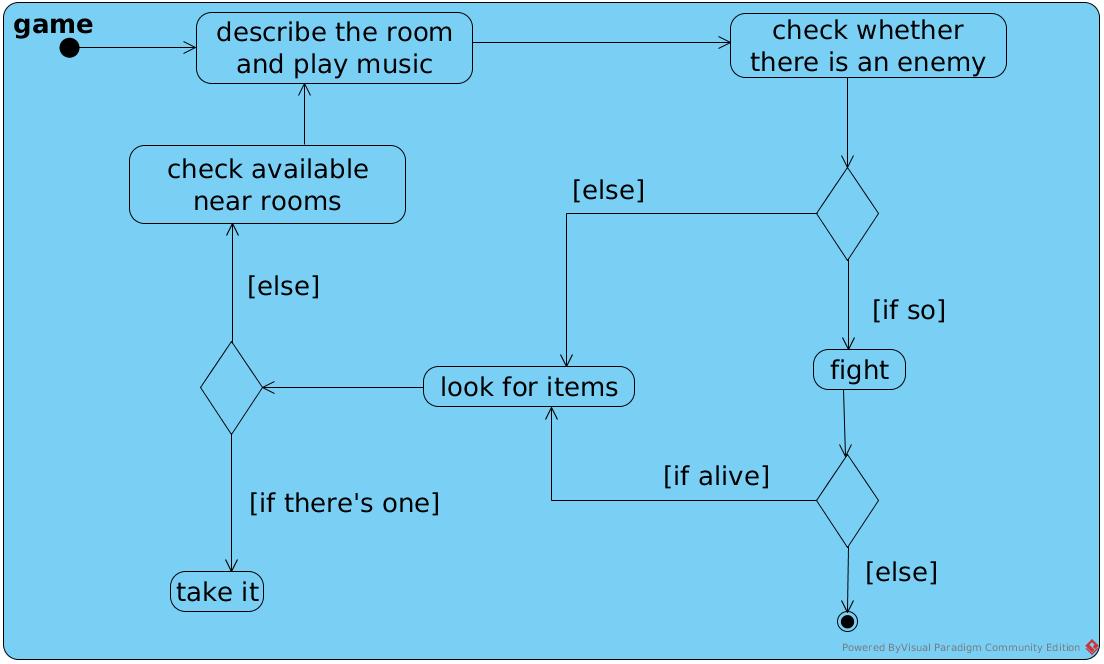 game
describe the room
and play music
check whether
there is an enemy
check available
near rooms
[else]
[else]
[if so]
fight
look for items
[if alive]
[if there's one]
[else]
take it
Powered ByVisual Paradigm Community Edition